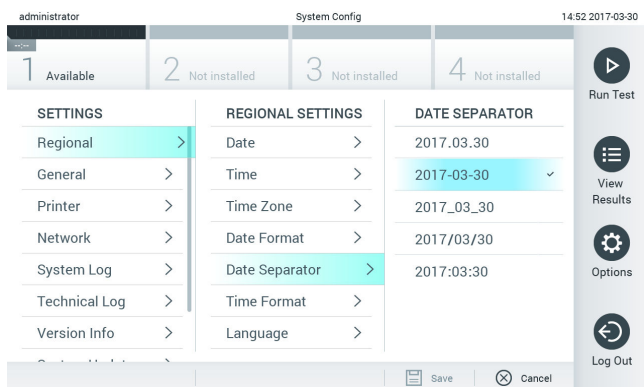 administrator
System Config
14:52 2017-03-30
--:--
1 Available
2 Not installed
3 Not installed
4 Not installed
SETTINGS
Regional
General
Printer
Network
System Log
Technical Log
Version Info
REGIONAL SETTINGS
Date
Time
Time Zone
Date Format
Date Separator
Time Format
Language
DATE SEPARATOR
2017.03.30
2017-03-30
2017_03_30
2017/03/30
2017:03:30
Run Test
View
Results
Options
Log Out
Save
Cancel